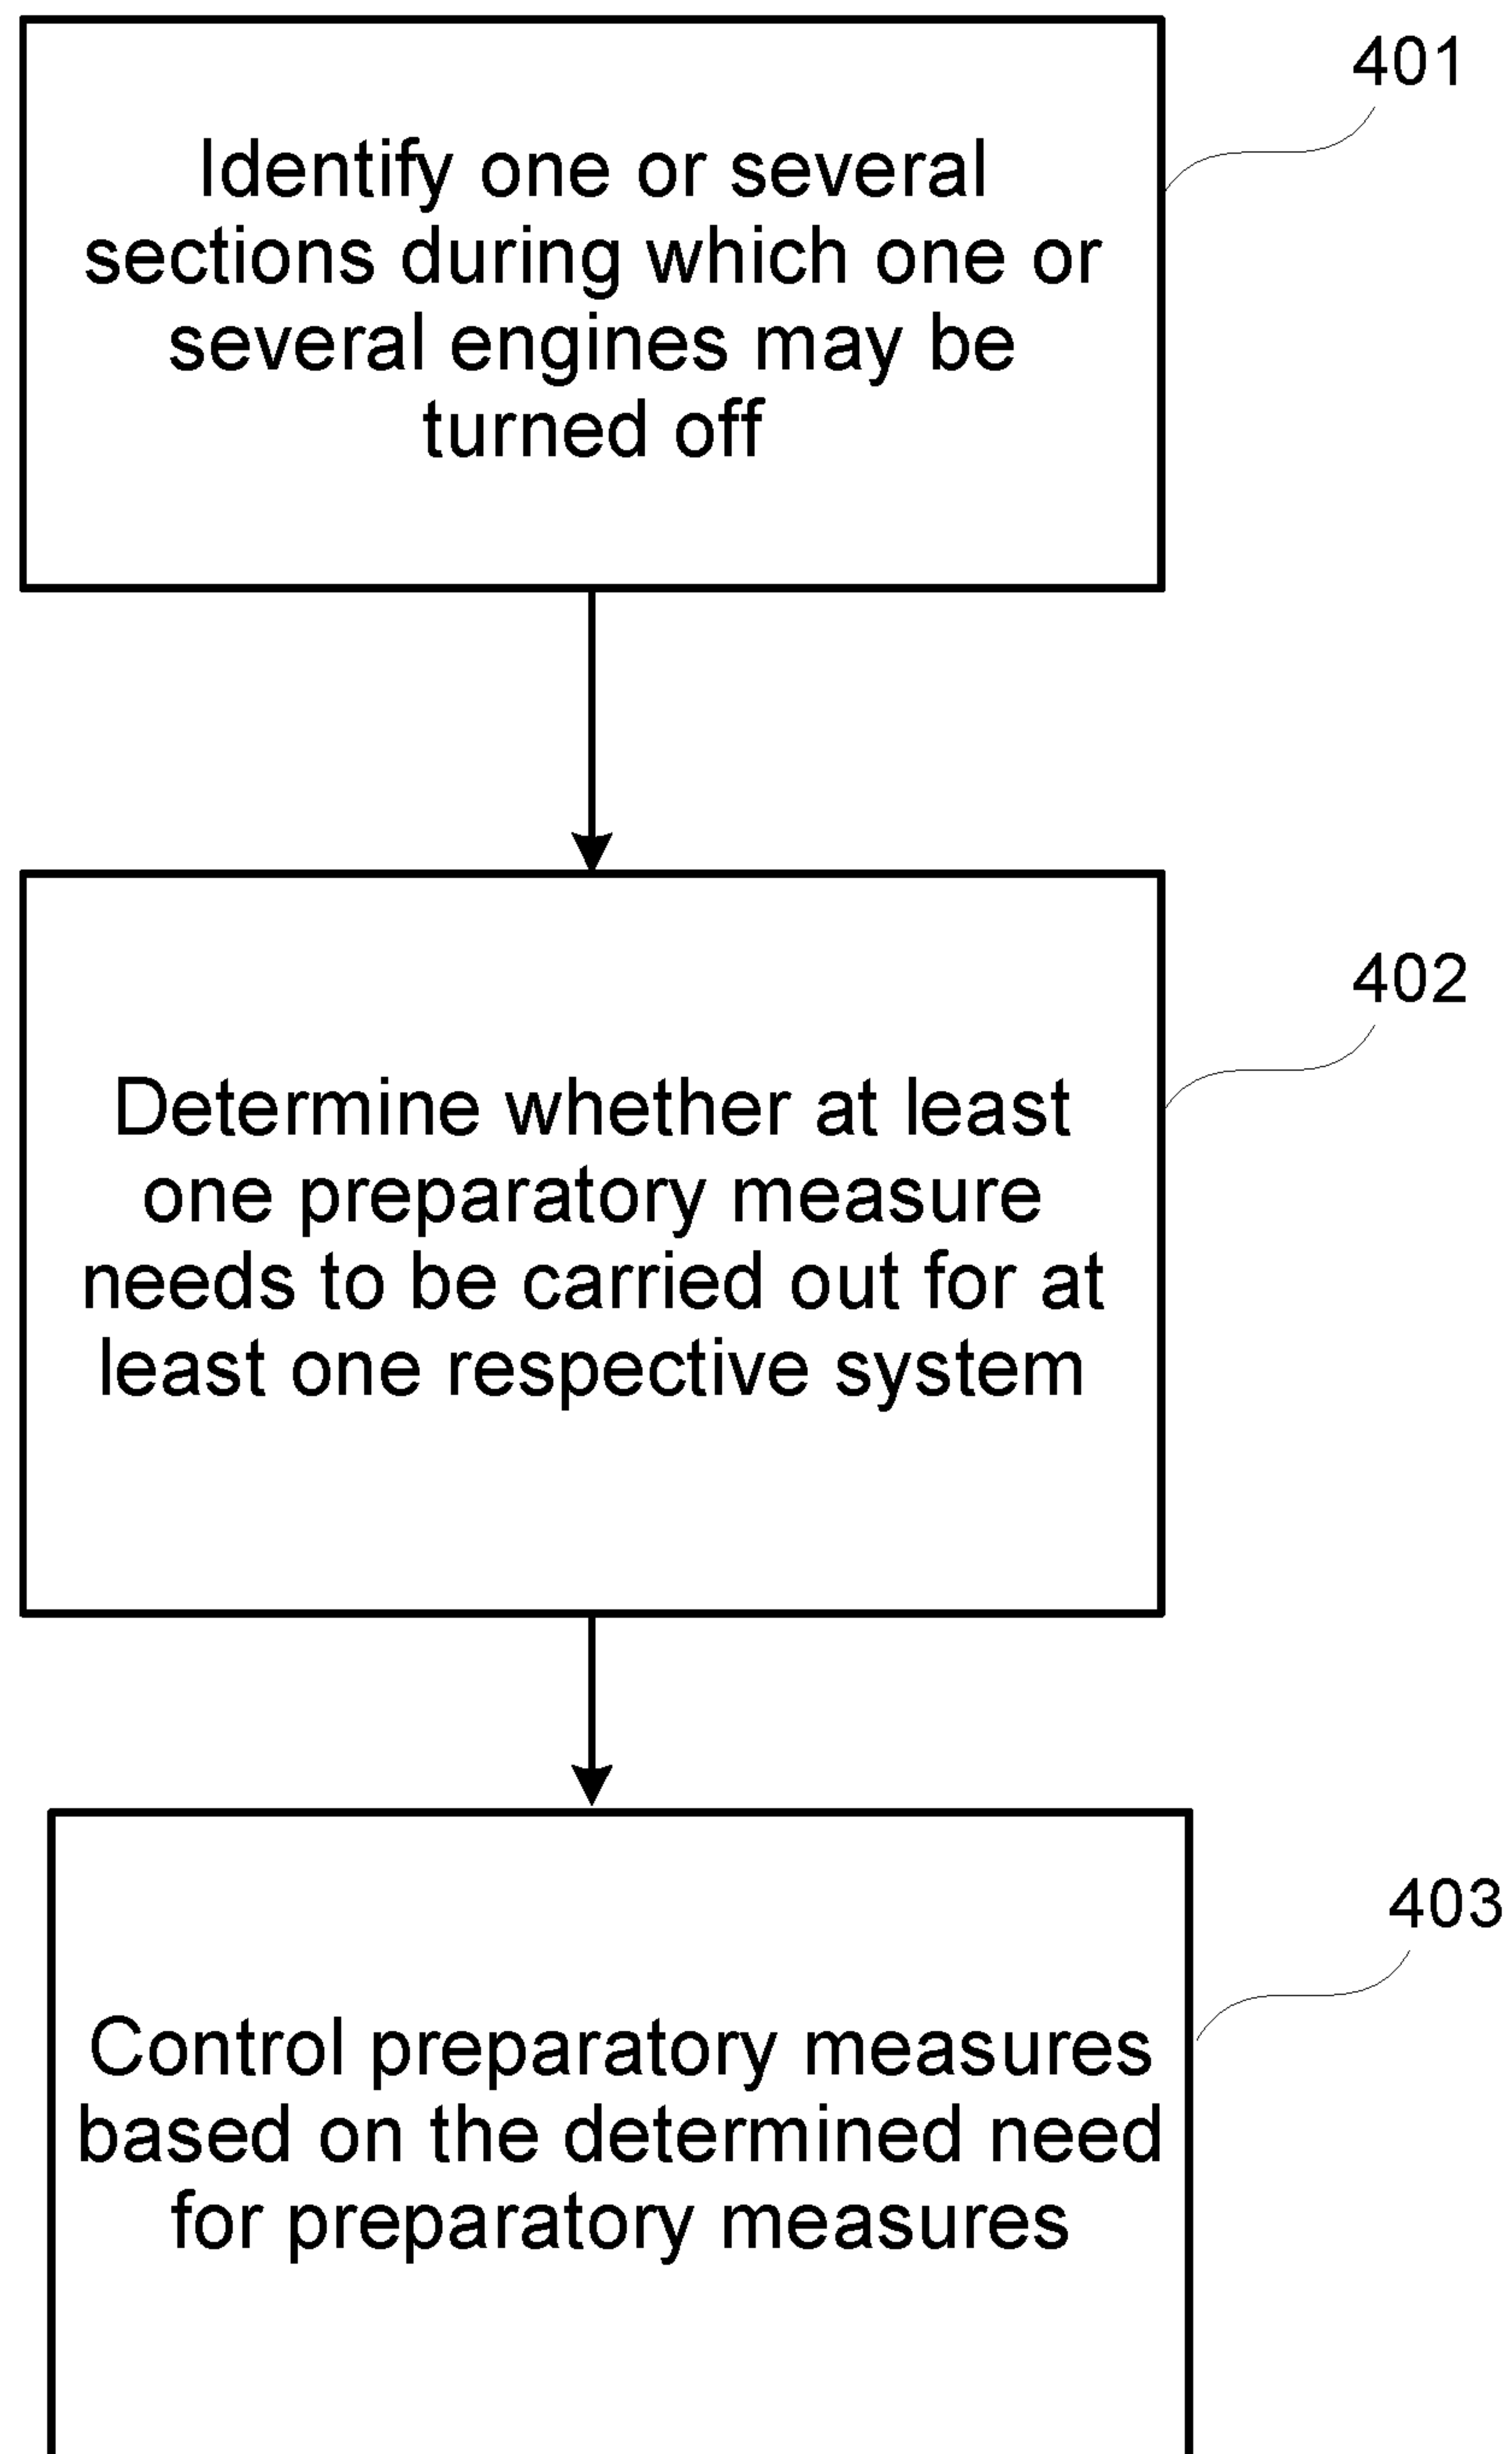 401
Identify one or several
sections during which one or
several engines may be
turned off
402
Determine whether at least
one preparatory measure
needs to be carried out for at
least one respective system
403
Control preparatory measures
based on the determined need
for preparatory measures